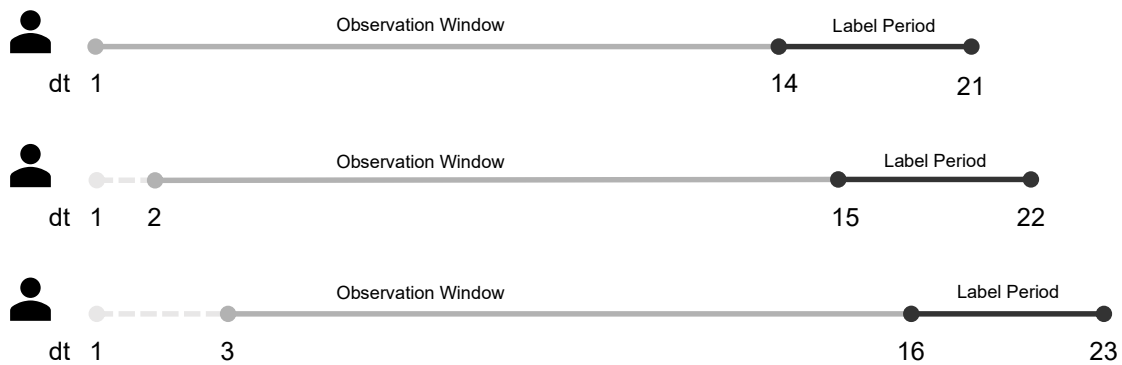 Observation Window Label Period
dt 1 14 21
Observation Window Label Period
dt 1 2 15 22
Observation Window Label Period
dt 1 3 16 23